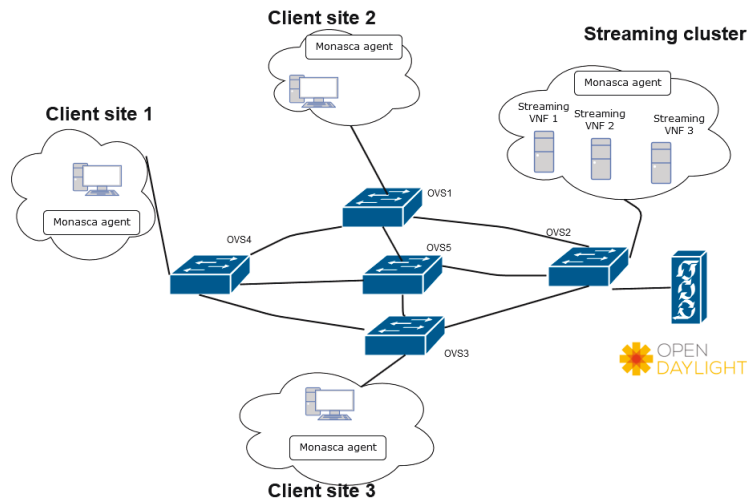 Client site 2
Streaming cluster
Monasca agent
Monasca agent
Streaming
VNF 1
Streaming
VNF 2
Streaming
VNF 3
Client site 1
Monasca agent
OVS1
OVS2
OVS4
OVS5
OVS3
OPEN
DAYLIGHT
Monasca agent
Client site 3